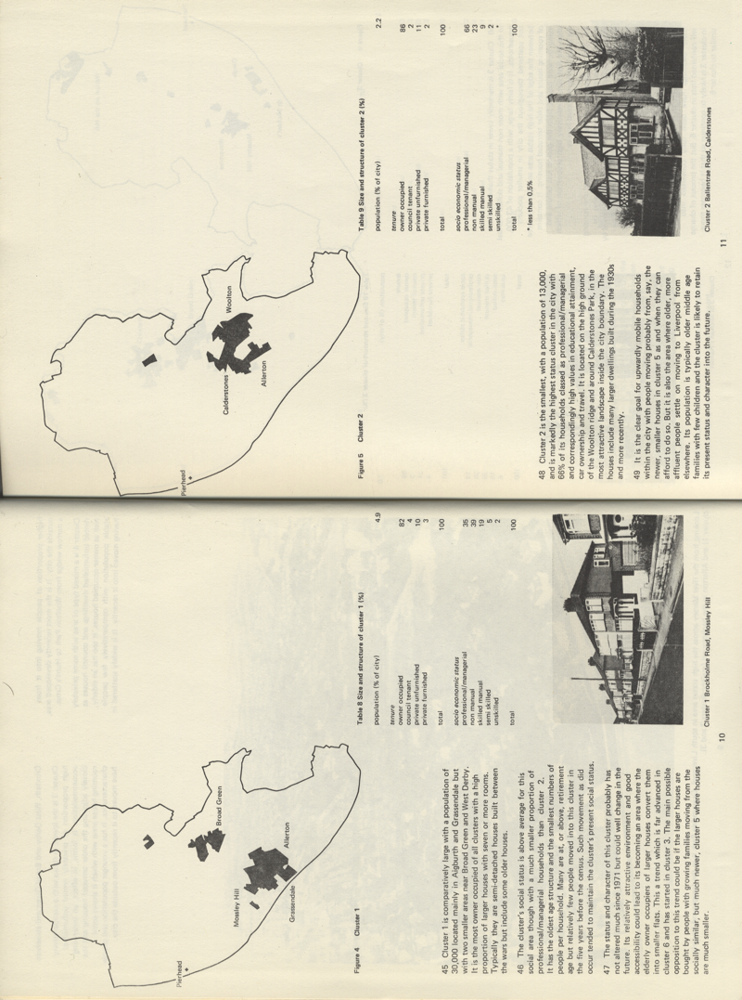 Pierhead
Broad Green
Mossley Hill
Allerton
Grassendale
Figure 4 Cluster 1
45 Cluster 1 is comparatively large with a population of
30,000 located mainly in Aigburth and Grassendale but
with two smaller areas near Broad Green and West Derby.
It is the most owner occupied of all clusters with a high
proportion of larger houses with seven or more rooms.
Typically they are semi-detached houses built between
the wars but include some older houses.
46 The cluster's social status is above average for this
social area though with a much smaller proportion of
professional/managerial households than cluster 2.
It has the oldest age structure and the smallest numbers of
people per household. Many are at, or above, retirement
age but relatively few people moved into this cluster in
the five years before the census. Such movement as did
occur tended to maintain the cluster's present social status.
47 The status and character of this cluster probably has
not altered much since 1971 but could well change in the
future. Its relatively attractive environment and good
accessibility could lead to its becoming an area where the
elderly owner occupiers of larger houses convert them
into smaller flats. This a trend which is far advanced in
cluster 6 and has started in cluster 3. The main possible
opposition to this trend could be if the larger houses are
bought by people with growing families moving from the
socially similar, but much newer, cluster 5 where houses
are much smaller.
Table 8 Size and structure of cluster 1 (%)
population (% of city) 4.9
tenure
owner occupied 82
council tenant 4
private unfurnished 10
private furnished 3
total 100
socio economic status
professional/managerial 35
non manual 39
skilled manual 19
semi skilled 5
unskilled 2
total 100
Cluster 1 Brockholme Road, Mossley Hill
10
Pierhead
Woolton
Calderstones
Allerton
Figure 5 Cluster 2
48 Cluster 2 is the smallest, with a population of 13,000,
and is markedly the highest status cluster in the city with
66% of its households classed as professional/managerial
and correspondingly high values in educational attainment,
car ownership and travel. It is located on the high ground
of the Woolton ridge and around Calderstones Park, in the
most attractive landscape inside the city boundary. The
houses include many larger dwellings built during the 1930s
and more recently.
49 It is the clear goal for upwardly mobile households
within the city with people moving probably from, say, the
newer, smaller houses in cluster 5 as and when they can
afford to do so. But it is also the area where older, more
affluent people settle on moving to Liverpool from
elsewhere. Its population is typically older middle age
families with few children and the cluster is likely to retain
its present status and character into the future.
Table 9 Size and structure of cluster 2 (%)
population (% of city) 2.2
tenure
owner occupied 86
council tenant 2
private unfurnished 11
private furnished 2
total 100
socio economic status
professional/managerial 66
non manual 23
skilled manual 9
semi skilled 2
unskilled *
total 100
* less than 0.5%
Cluster 2 Ballantrae Road, Calderstones
11